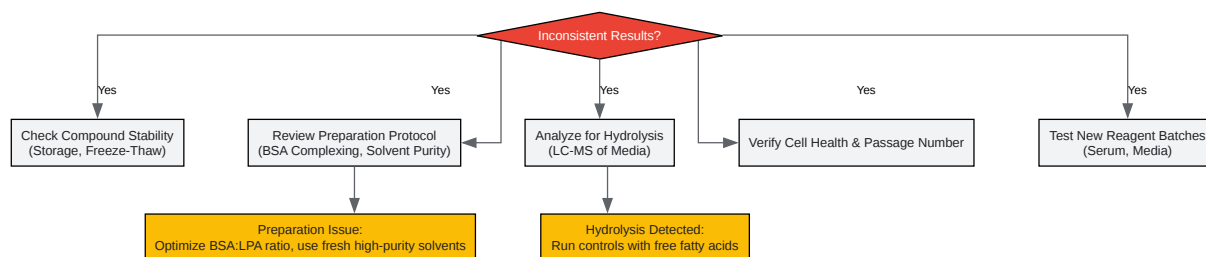 Inconsistent Results?
Yes
Yes
Yes
Yes
Yes
Check Compound Stability
(Storage, Freeze-Thaw)
Review Preparation Protocol
(BSA Complexing, Solvent Purity)
Analyze for Hydrolysis
(LC-MS of Media)
Verify Cell Health & Passage Number
Test New Reagent Batches
(Serum, Media)
Preparation Issue:
Optimize BSA:LPA ratio, use fresh high-purity solvents
Hydrolysis Detected:
Run controls with free fatty acids